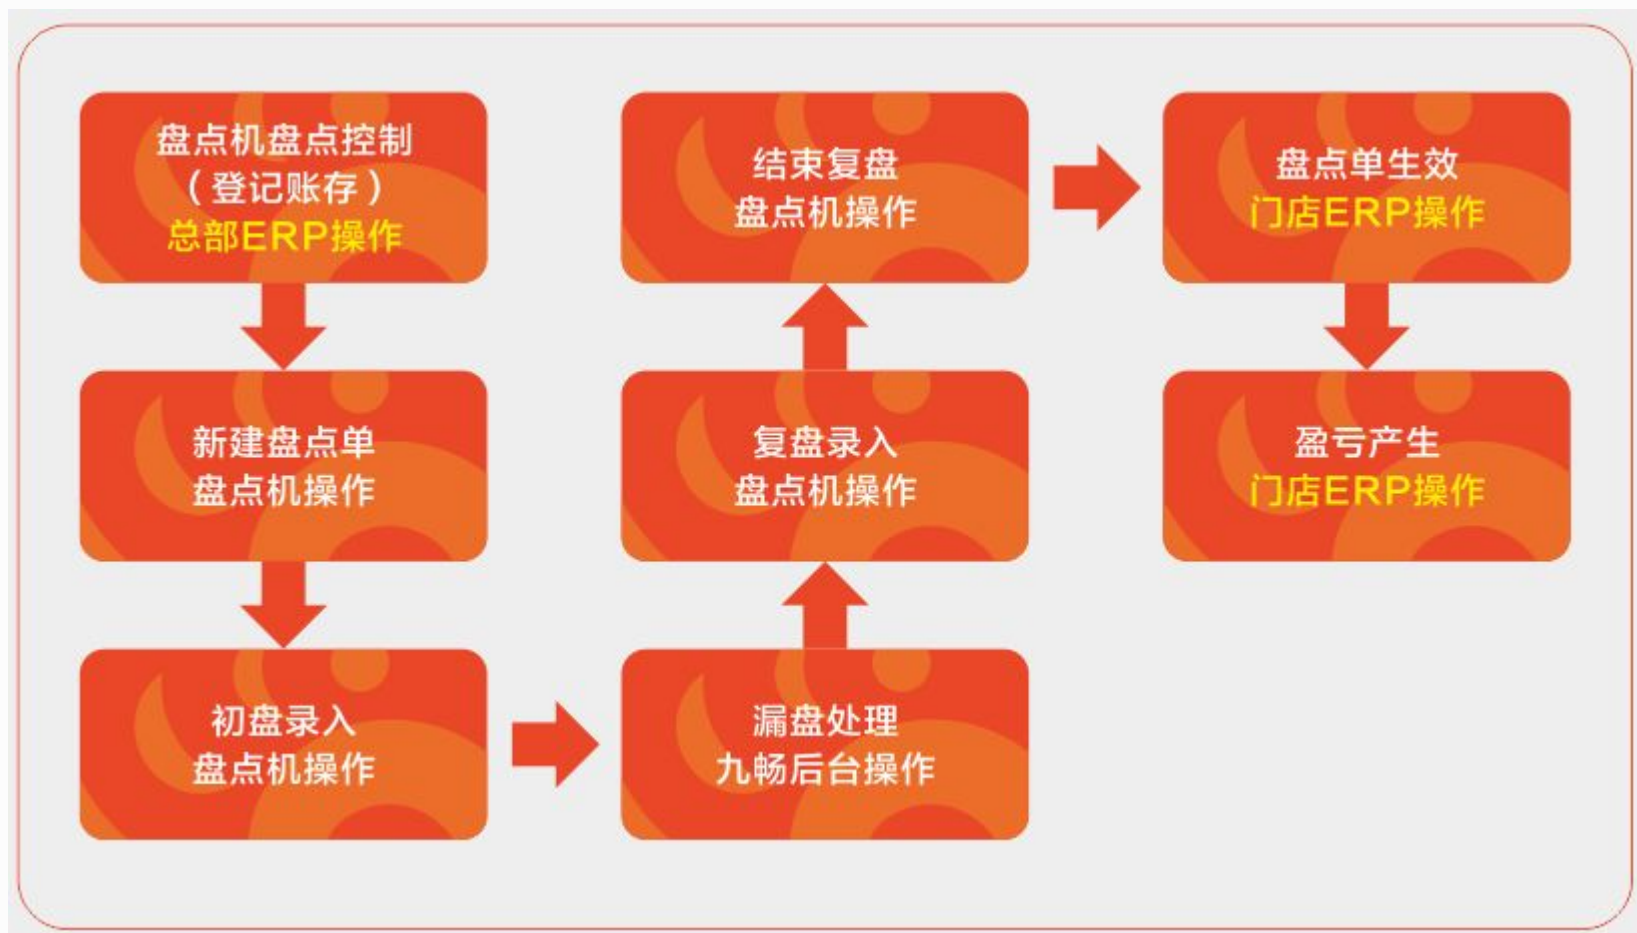 盘点机盘点控制
（登记账存）
总部ERP操作
新建盘点单
盘点机操作
初盘录入
盘点机操作
漏盘处理
九畅后台操作
复盘录入
盘点机操作
结束复盘
盘点机操作
盘点单生效
门店ERP操作
盈亏产生
门店ERP操作